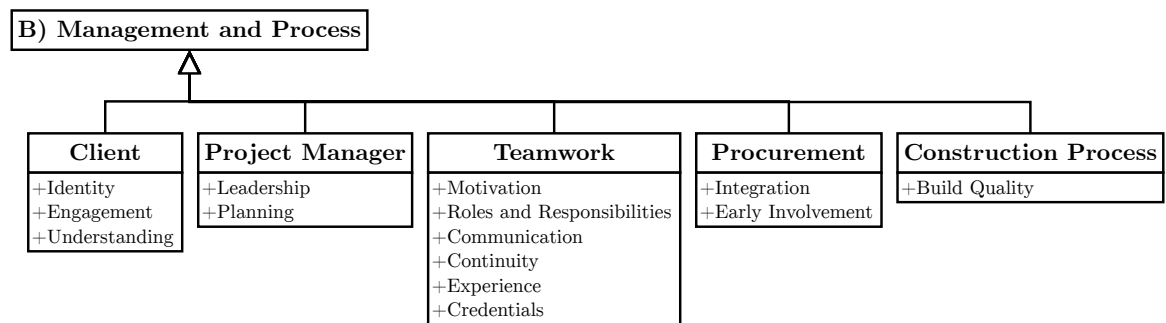 B) Management and Process
Client
+Identity
+Engagement
+Understanding
Project Manager
+Leadership
+Planning
Teamwork
+Motivation
+Roles and Responsibilities
+Communication
+Continuity
+Experience
+Credentials
Procurement
+Integration
+Early Involvement
Construction Process
+Build Quality